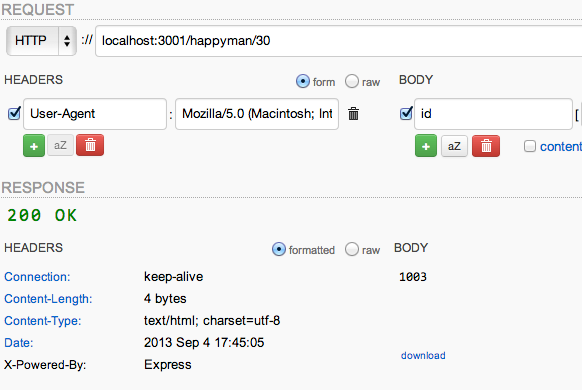 REQUEST
HTTP :// localhost:3001/happyman/30
HEADERS form raw BODY
User-Agent : Mozilla/5.0 (Macintosh; Int id [
+ aZ + aZ content
RESPONSE
200 OK
HEADERS formatted raw BODY
Connection: keep-alive 1003
Content-Length: 4 bytes
Content-Type: text/html; charset=utf-8
Date: 2013 Sep 4 17:45:05
download
X-Powered-By: Express